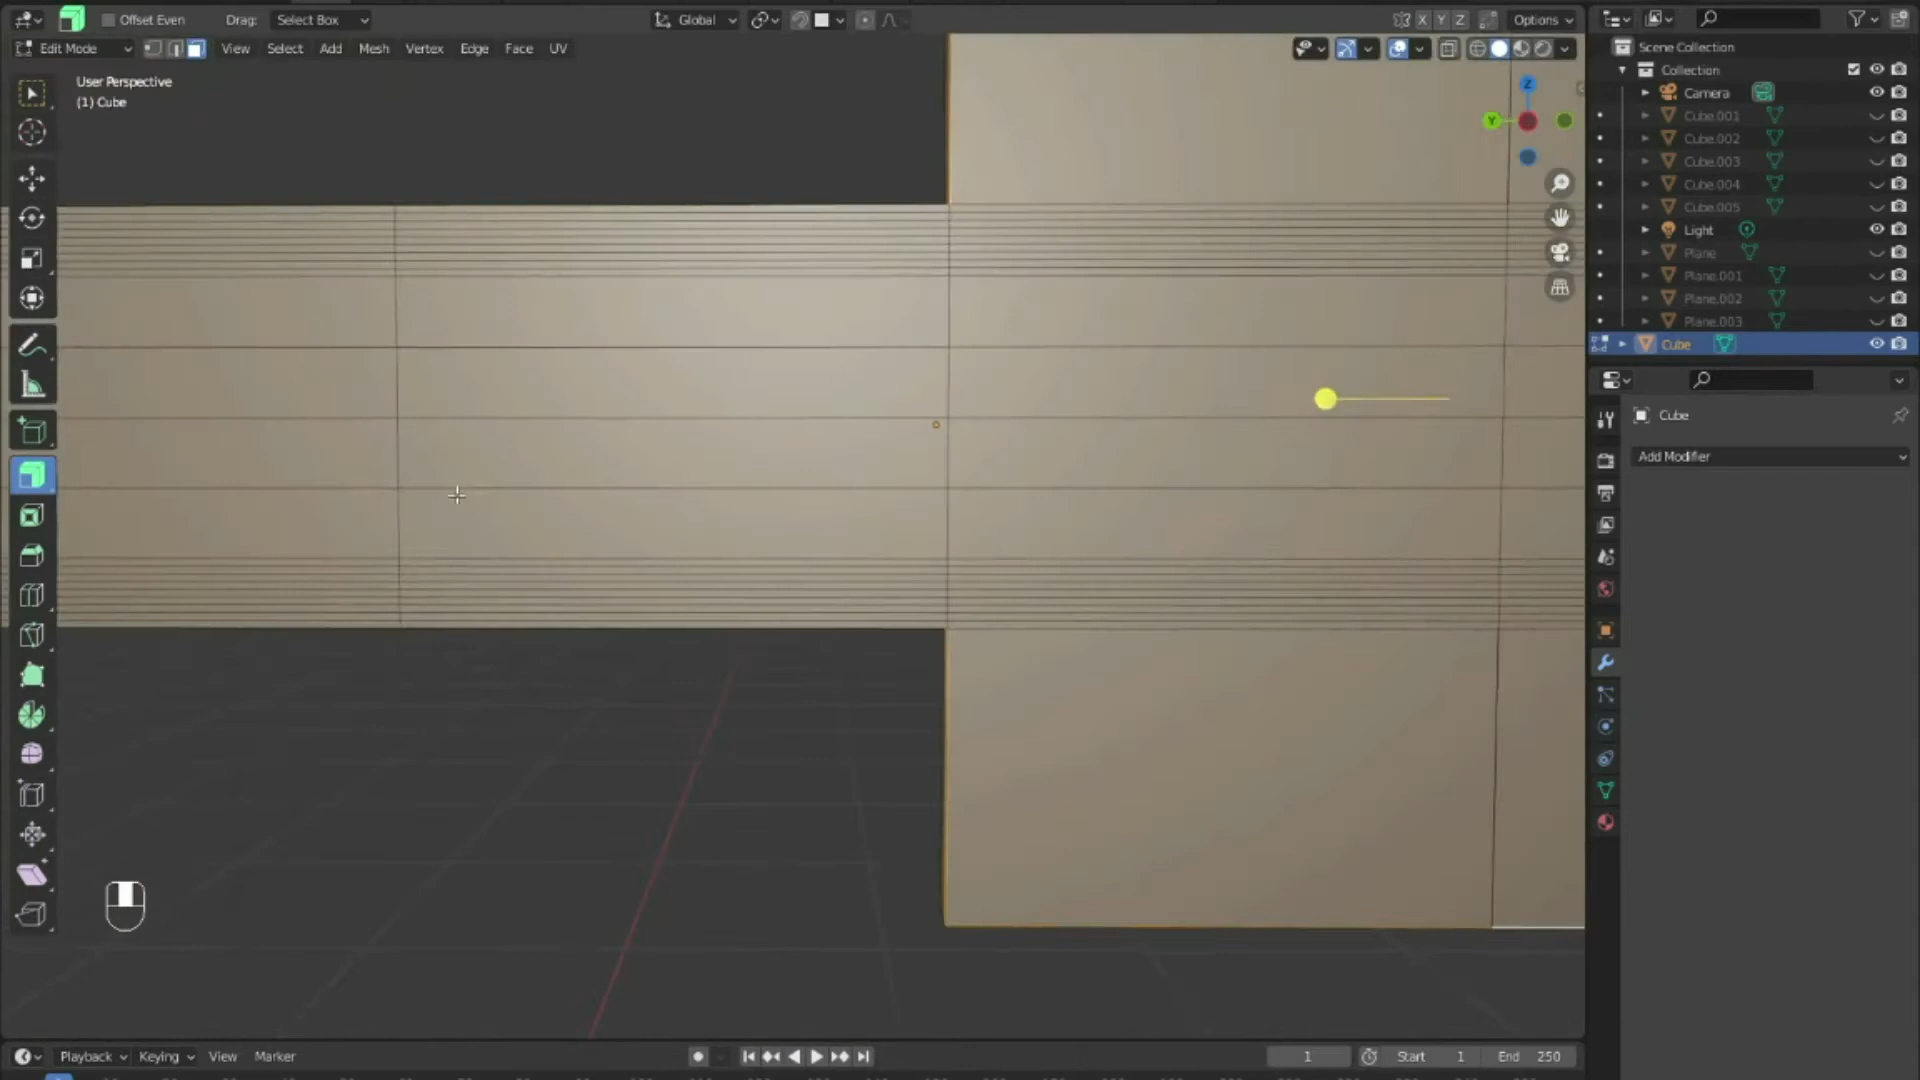 Offset Even Drag: Select Box Global X Y Z Options
Edit Mode View Select Add Mesh Vertex Edge Face UV
User Perspective
(1) Cube
Z
Y
Scene Collection
Collection
Camera
Cube.001
Cube.002
Cube.003
Cube.004
Cube.005
Light
Plane
Plane.001
Plane.002
Plane.003
Cube
Cube
Add Modifier
Playback Keying View Marker 1 Start 1 End 250